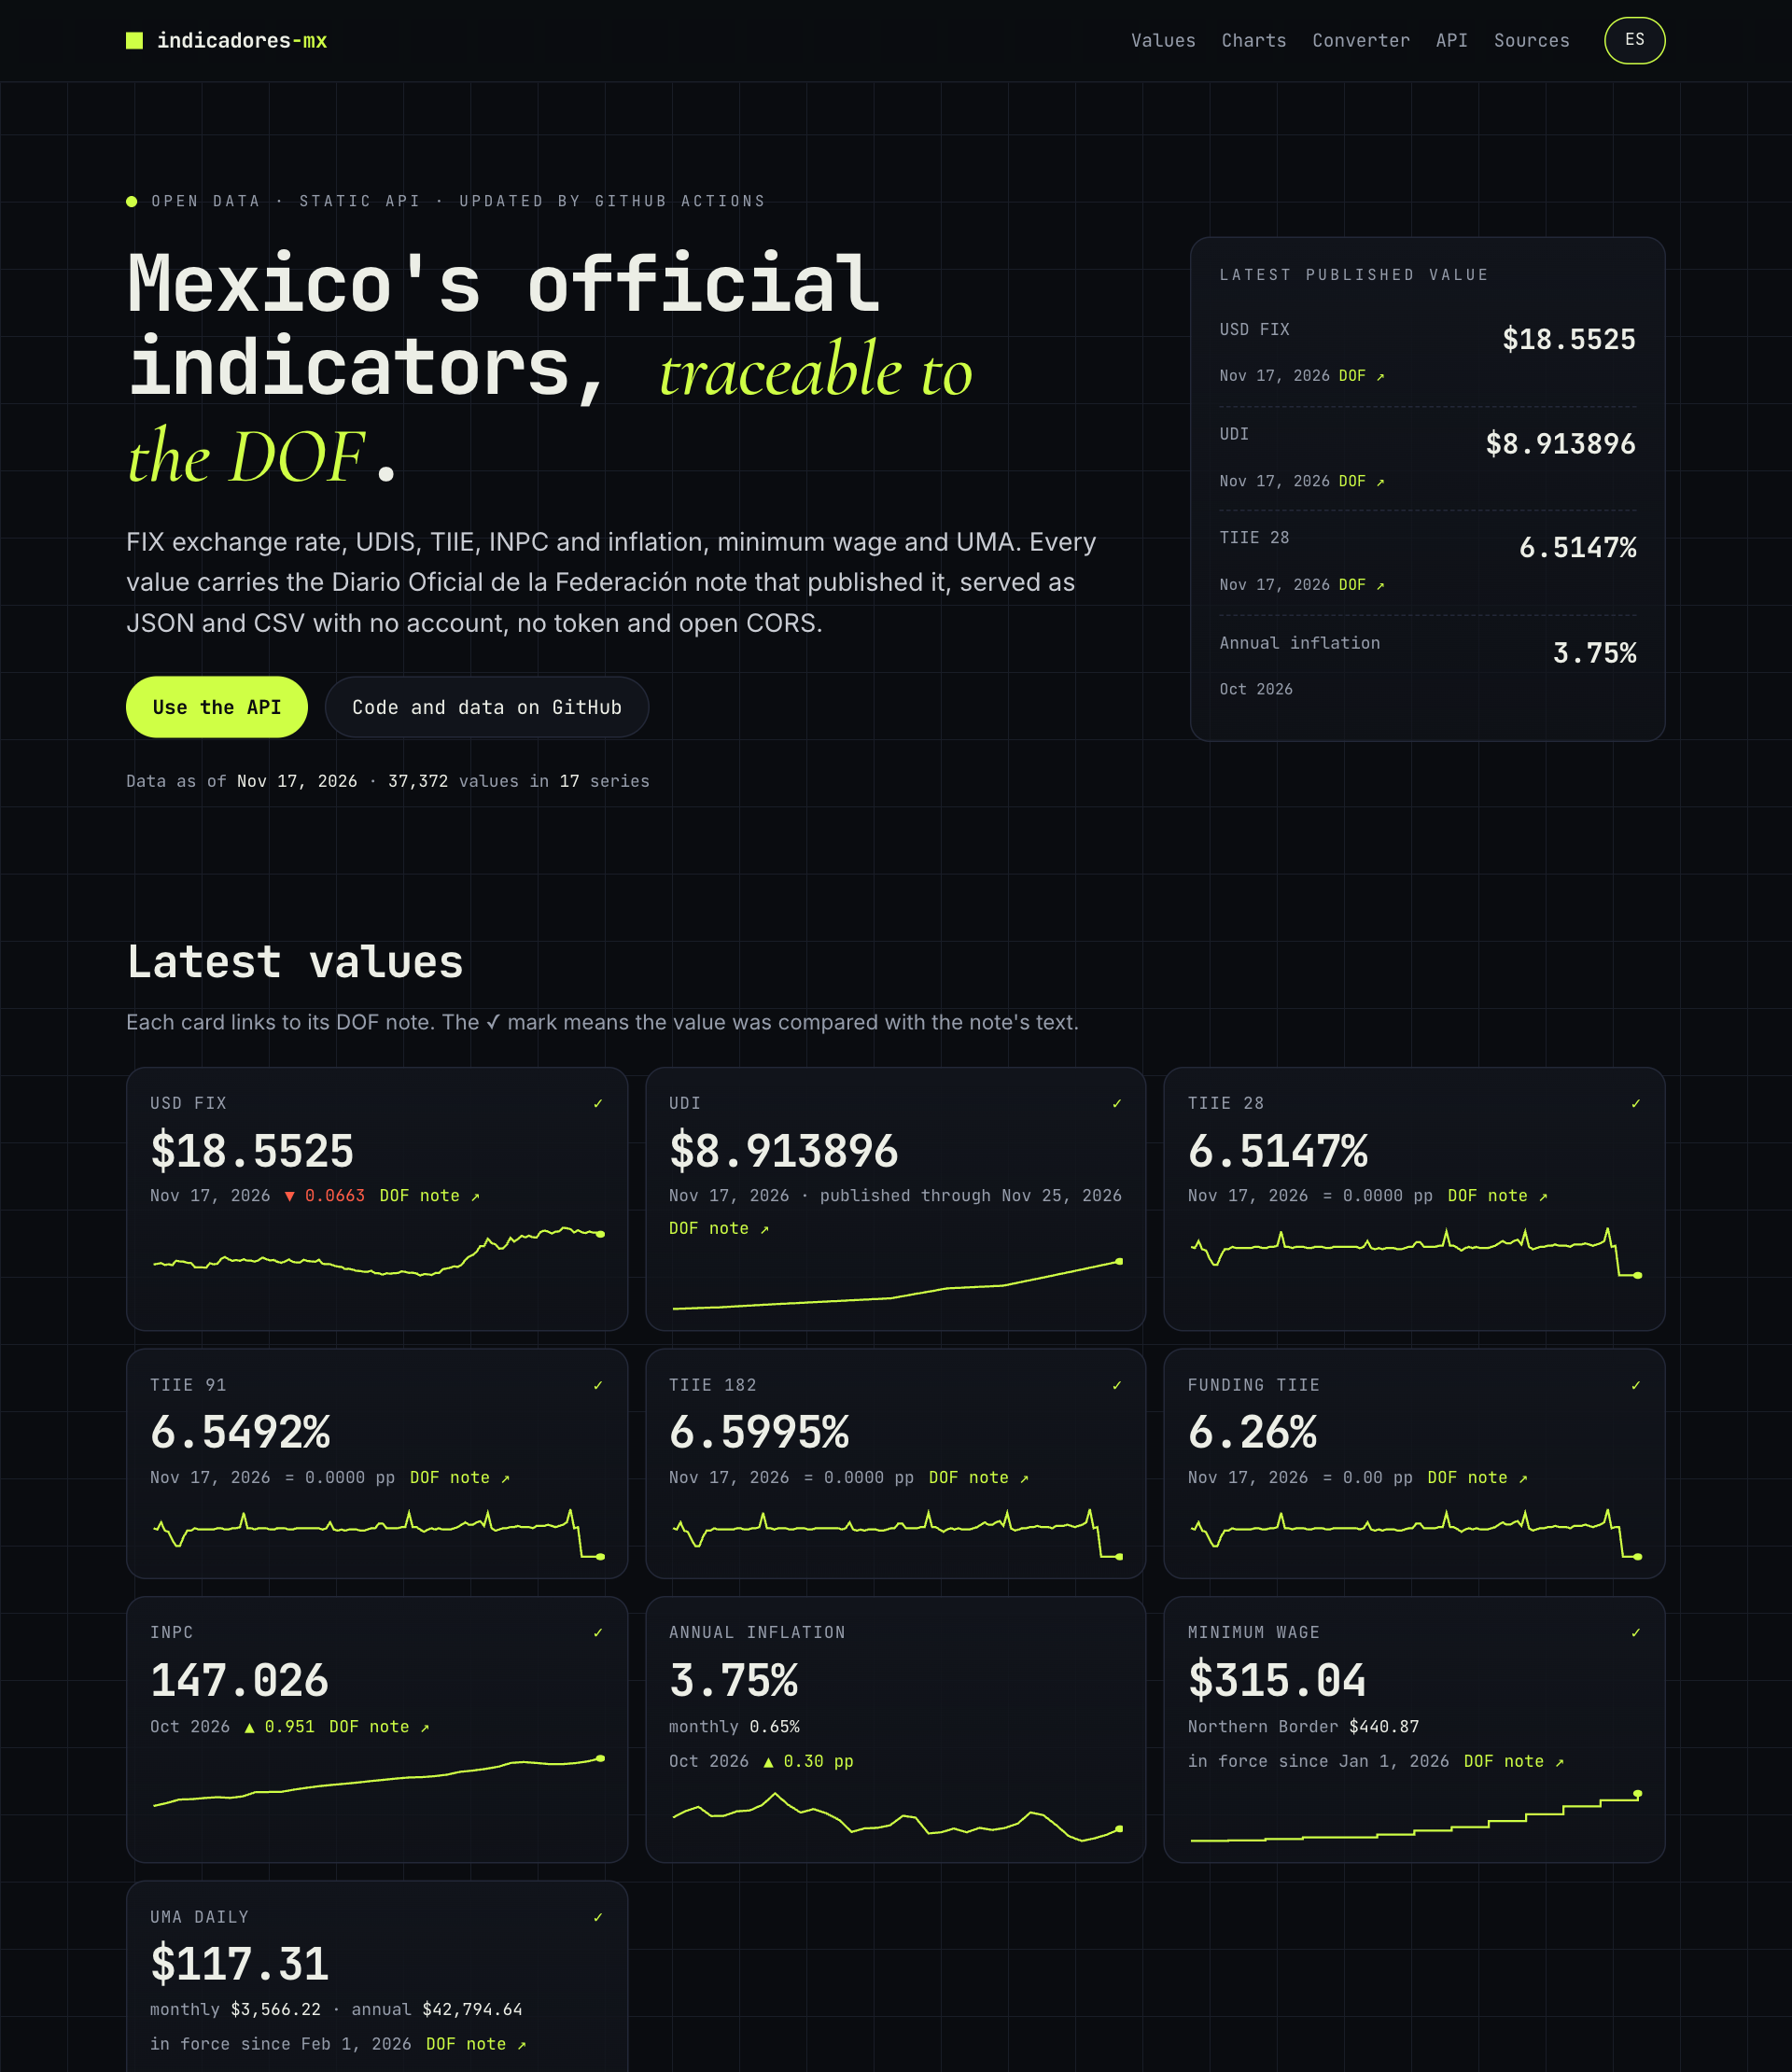 indicadores-mx
Values Charts Converter API Sources ES
OPEN DATA · STATIC API · UPDATED BY GITHUB ACTIONS
Mexico's official
indicators, traceable to
the DOF.
FIX exchange rate, UDIS, TIIE, INPC and inflation, minimum wage and UMA. Every
value carries the Diario Oficial de la Federación note that published it, served as
JSON and CSV with no account, no token and open CORS.
Use the API
Code and data on GitHub
Data as of Nov 17, 2026 · 37,372 values in 17 series
LATEST PUBLISHED VALUE
USD FIX
$18.5525
Nov 17, 2026 DOF ↗
UDI
$8.913896
Nov 17, 2026 DOF ↗
TIIE 28
6.5147%
Nov 17, 2026 DOF ↗
Annual inflation
3.75%
Oct 2026
Latest values
Each card links to its DOF note. The ✓ mark means the value was compared with the note's text.
USD FIX ✓
$18.5525
Nov 17, 2026 ▼ 0.0663 DOF note ↗
UDI ✓
$8.913896
Nov 17, 2026 · published through Nov 25, 2026
DOF note ↗
TIIE 28 ✓
6.5147%
Nov 17, 2026 = 0.0000 pp DOF note ↗
TIIE 91 ✓
6.5492%
Nov 17, 2026 = 0.0000 pp DOF note ↗
TIIE 182 ✓
6.5995%
Nov 17, 2026 = 0.0000 pp DOF note ↗
FUNDING TIIE ✓
6.26%
Nov 17, 2026 = 0.00 pp DOF note ↗
INPC ✓
147.026
Oct 2026 ▲ 0.951 DOF note ↗
ANNUAL INFLATION
3.75%
monthly 0.65%
Oct 2026 ▲ 0.30 pp
MINIMUM WAGE ✓
$315.04
Northern Border $440.87
in force since Jan 1, 2026 DOF note ↗
UMA DAILY ✓
$117.31
monthly $3,566.22 · annual $42,794.64
in force since Feb 1, 2026 DOF note ↗